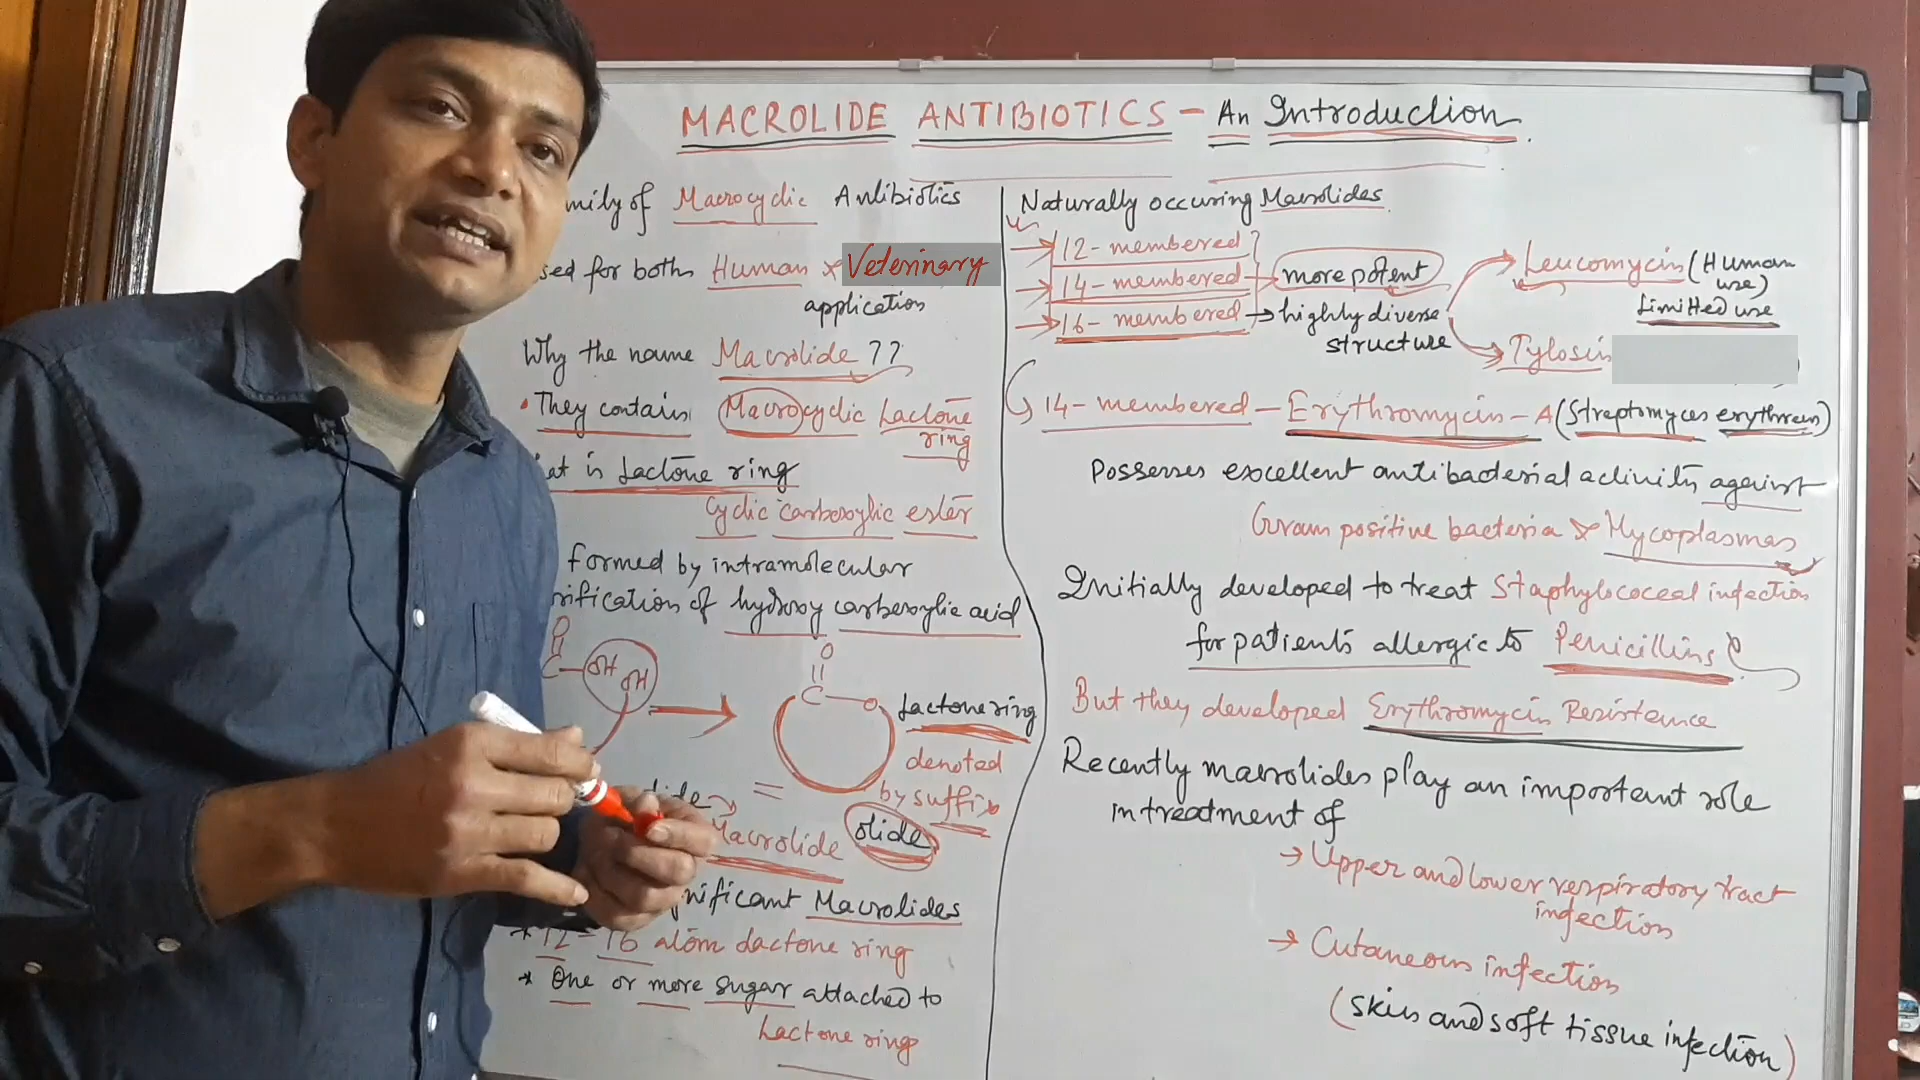 MACROLIDE ANTIBIOTICS - An Introduction.
mily of Macrocyclic Antibiotics
sed for both Human & Veterinary
application
Why the name Macrolide ??
• They contain Macrocyclic Lactone
ring
at is Lactone ring
Cyclic carboxylic ester
formed by intramolecular
rification of hydroxy carboxylic acid
O
C - OH OH → C - O Lactone ring
denoted
by suffix
olide
Macrolide
nificant Macrolides
* 12 - 16 atom Lactone ring
* One or more sugar attached to
Lactone ring
Naturally occuring Macrolides
→ 12 - membered
→ 14 - membered → more potent
→ 16 - membered → highly diverse
structure
→ Leucomycin (Human
use)
Limitted use
→ Tylosin
14 - membered - Erythromycin - A (Streptomyces erythreus)
Possesses excellent antibacterial activity against
Gram positive bacteria & Mycoplasmas
Initially developed to treat Staphylococcal infection
for patients allergic to Penicillins
But they developed Erythromycin Resistance
Recently macrolides play an important role
in treatment of
→ Upper and lower respiratory tract
infection
→ Cutaneous infection
(skin and soft tissue infection)